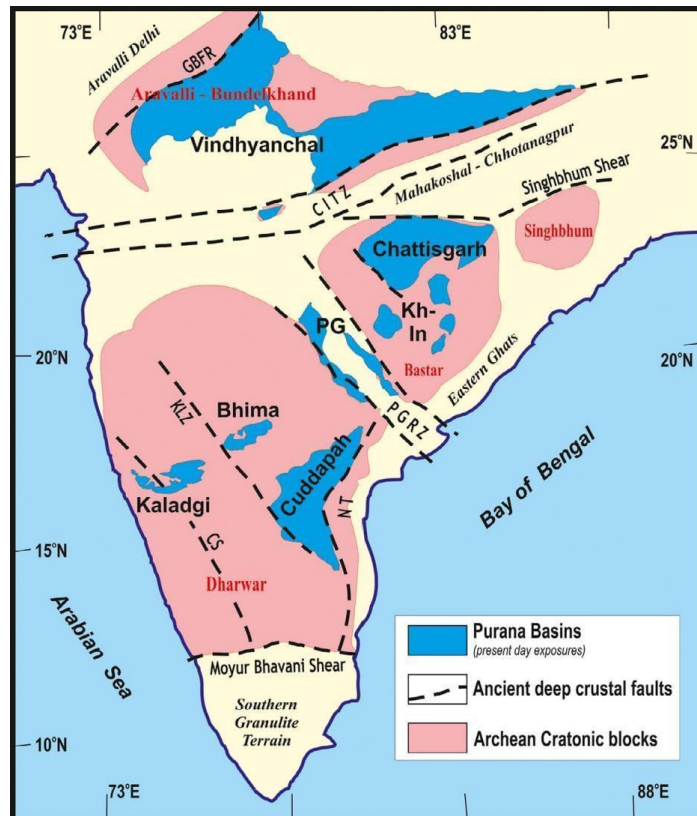 73°E
83°E
Aravalli Delhi
GBFR
Aravalli - Bundelkhand
Vindhyanchal
25°N
Mahakoshal - Chhotanagpur
CITZ
Singhbhum Shear
Singhbhum
Chattisgarh
Kh-
In
PG
Bastar
20°N
20°N
Eastern Ghats
PGRZ
KLZ
Bhima
Cuddapah
Kaladgi
NT
Bay of Bengal
CS
15°N
Dharwar
Arabian Sea
Moyur Bhavani Shear
Southern
Granulite
Terrain
10°N
Purana Basins
(present day exposures)
Ancient deep crustal faults
Archean Cratonic blocks
73°E
88°E